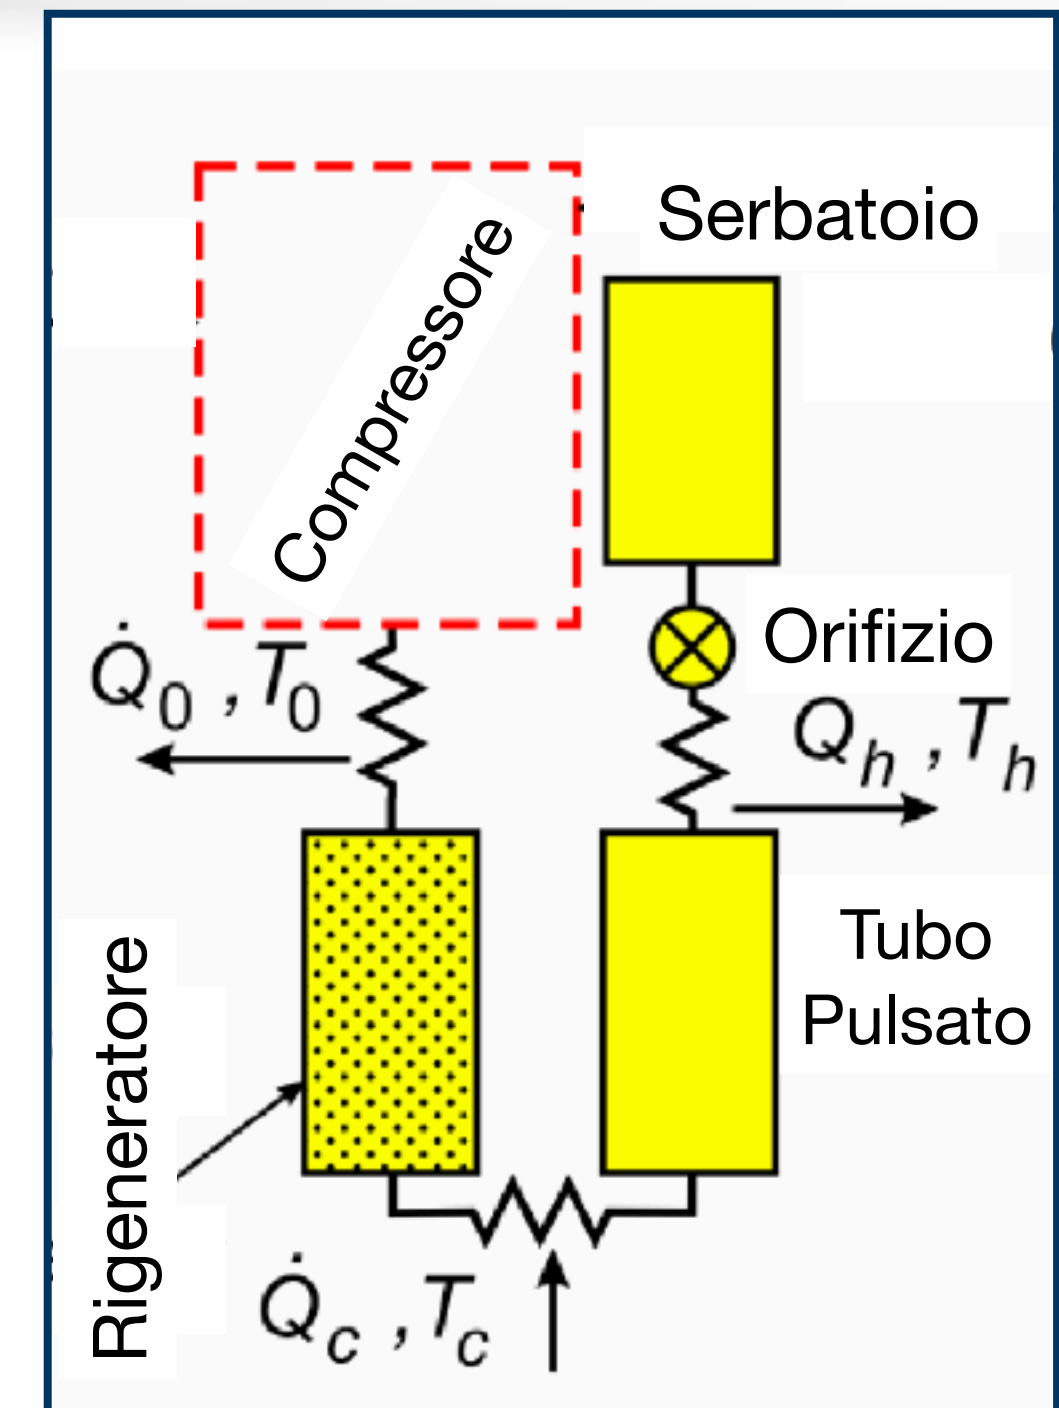 Serbatoio
Compressore
Orifizio
Q̇0 ,T0
Qh ,Th
Tubo
Pulsato
Rigeneratore
Q̇c ,Tc